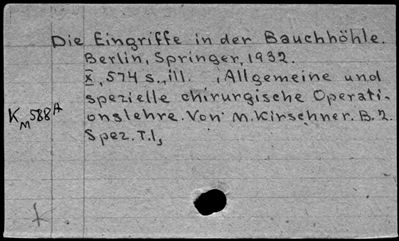 Die Eingriffe in der Bauchhöhle.
Berlin, Springer, 1932.
X, 574 s., ill. (Allgemeine und
spezielle chirurgische Operati-
onslehre. Von M. Kirschner. B. 2.
Spez. T. 1)
KM588A